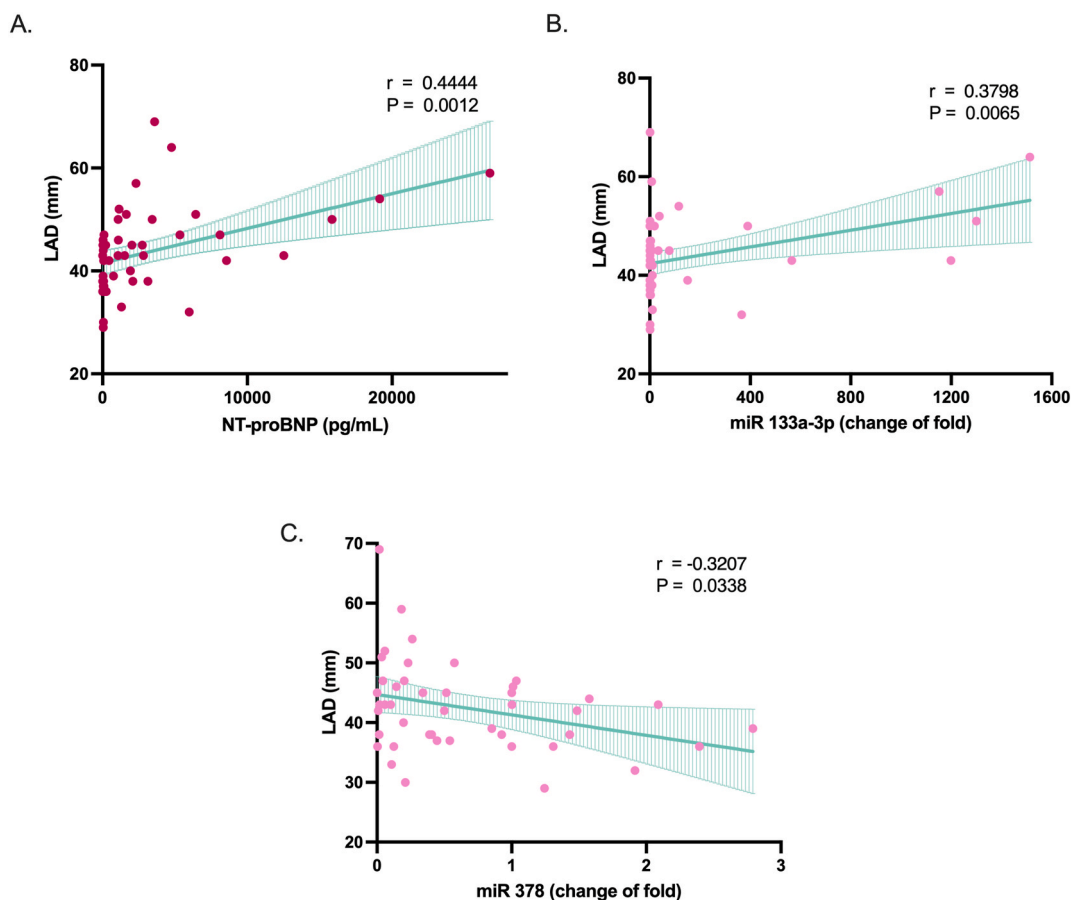 A.
r = 0.4444
P = 0.0012
80
60
40
20
LAD (mm)
0
10000
20000
NT-proBNP (pg/mL)
B.
r = 0.3798
P = 0.0065
80
60
40
20
LAD (mm)
0
400
800
1200
1600
miR 133a-3p (change of fold)
C.
r = -0.3207
P = 0.0338
70
60
50
40
30
20
LAD (mm)
0
1
2
3
miR 378 (change of fold)